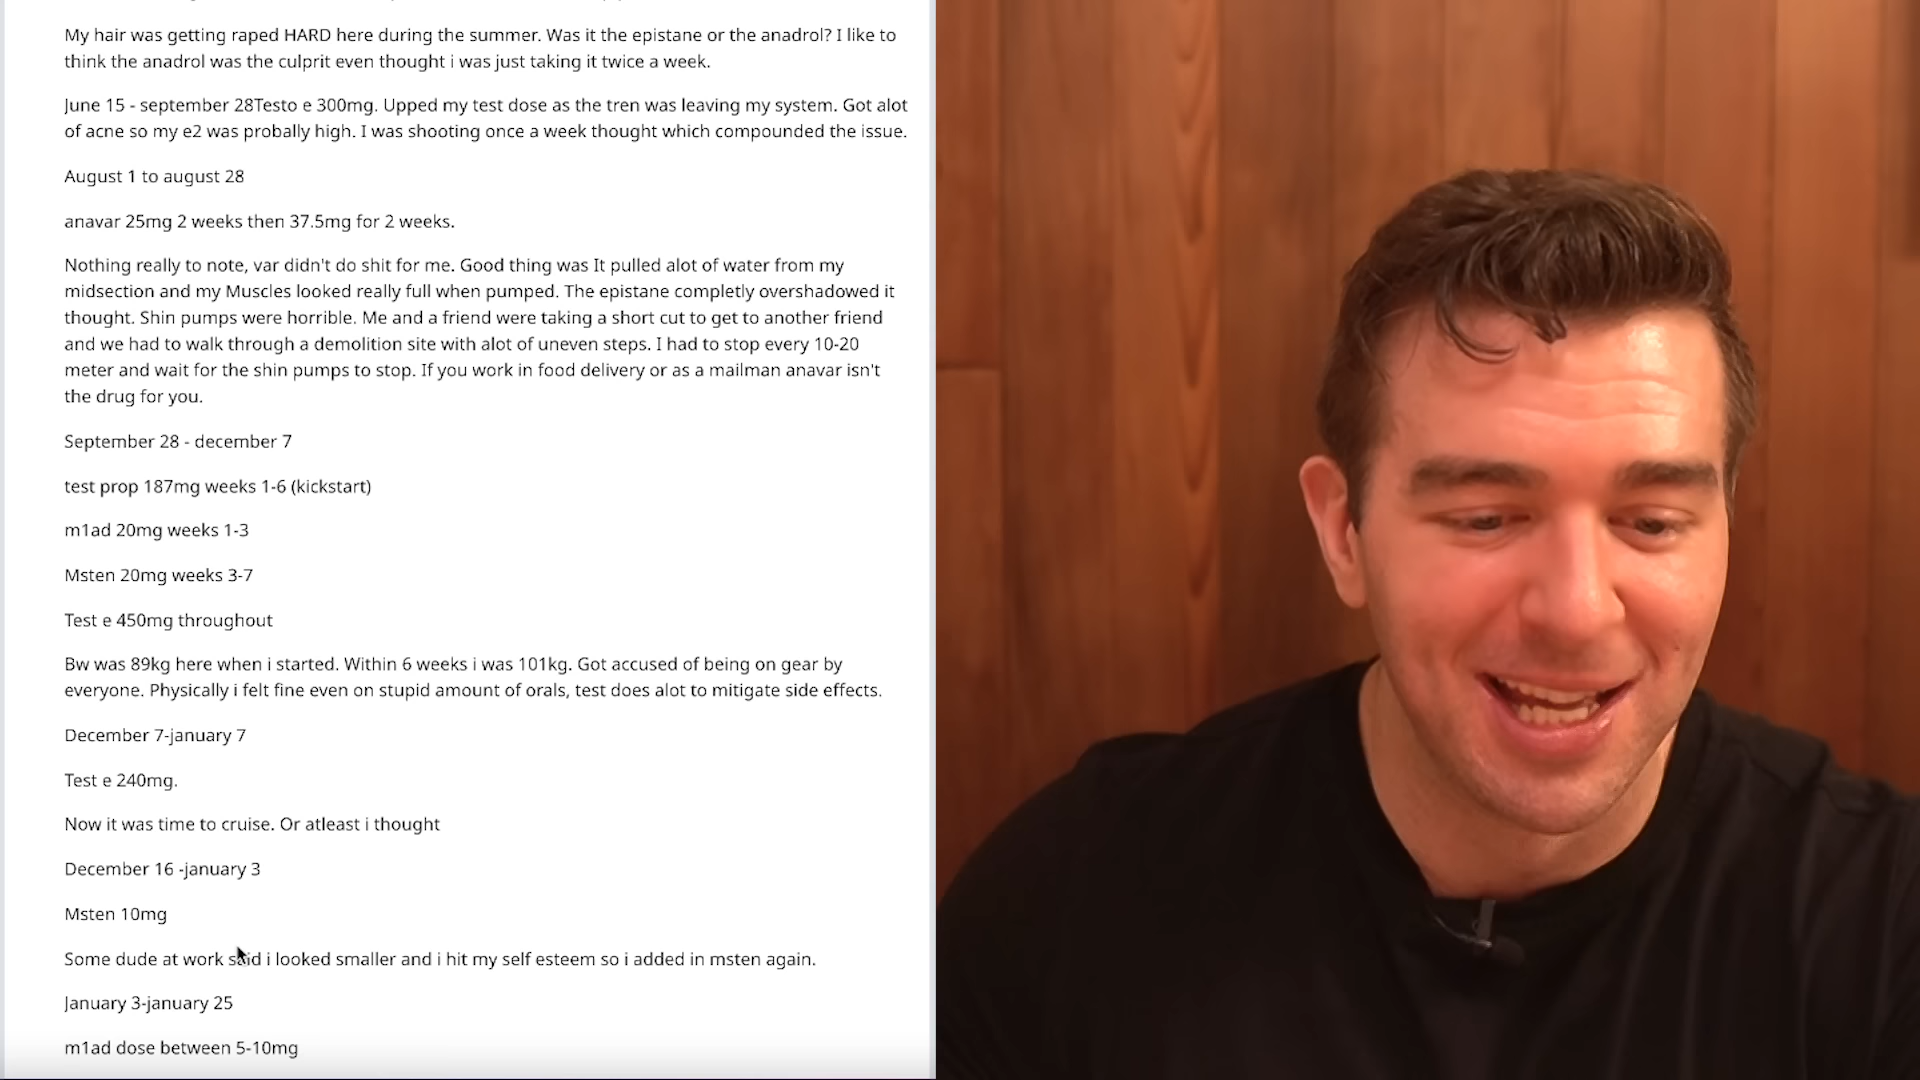 My hair was getting raped HARD here during the summer. Was it the epistane or the anadrol? I like to
think the anadrol was the culprit even thought i was just taking it twice a week.
June 15 - september 28Testo e 300mg. Upped my test dose as the tren was leaving my system. Got alot
of acne so my e2 was probally high. I was shooting once a week thought which compounded the issue.
August 1 to august 28
anavar 25mg 2 weeks then 37.5mg for 2 weeks.
Nothing really to note, var didn't do shit for me. Good thing was It pulled alot of water from my
midsection and my Muscles looked really full when pumped. The epistane completly overshadowed it
thought. Shin pumps were horrible. Me and a friend were taking a short cut to get to another friend
and we had to walk through a demolition site with alot of uneven steps. I had to stop every 10-20
meter and wait for the shin pumps to stop. If you work in food delivery or as a mailman anavar isn't
the drug for you.
September 28 - december 7
test prop 187mg weeks 1-6 (kickstart)
m1ad 20mg weeks 1-3
Msten 20mg weeks 3-7
Test e 450mg throughout
Bw was 89kg here when i started. Within 6 weeks i was 101kg. Got accused of being on gear by
everyone. Physically i felt fine even on stupid amount of orals, test does alot to mitigate side effects.
December 7-january 7
Test e 240mg.
Now it was time to cruise. Or atleast i thought
December 16 -january 3
Msten 10mg
Some dude at work said i looked smaller and i hit my self esteem so i added in msten again.
January 3-january 25
m1ad dose between 5-10mg